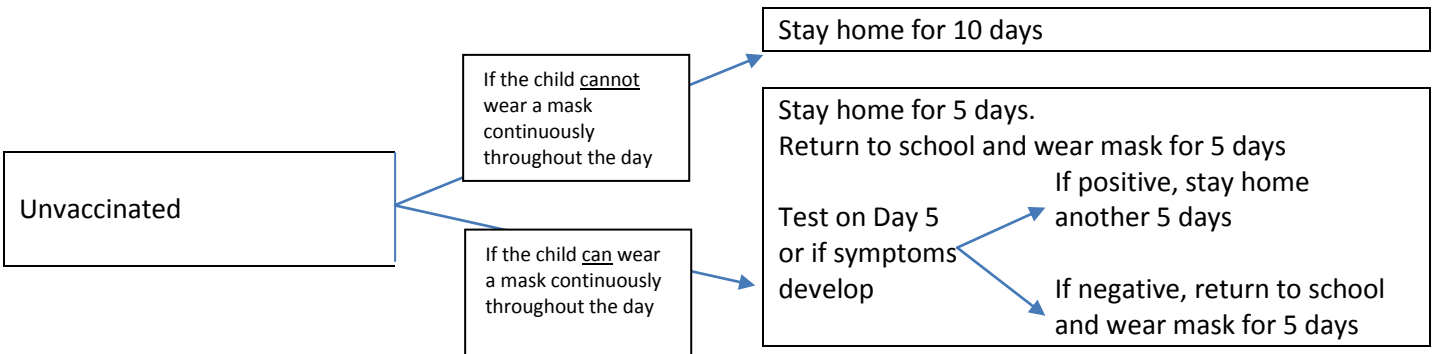 Stay home for 10 days
If the child cannot
wear a mask
continuously
throughout the day
Unvaccinated
If the child can wear
a mask continuously
throughout the day
Stay home for 5 days.
Return to school and wear mask for 5 days
Test on Day 5
or if symptoms
develop
If positive, stay home
another 5 days
If negative, return to school
and wear mask for 5 days